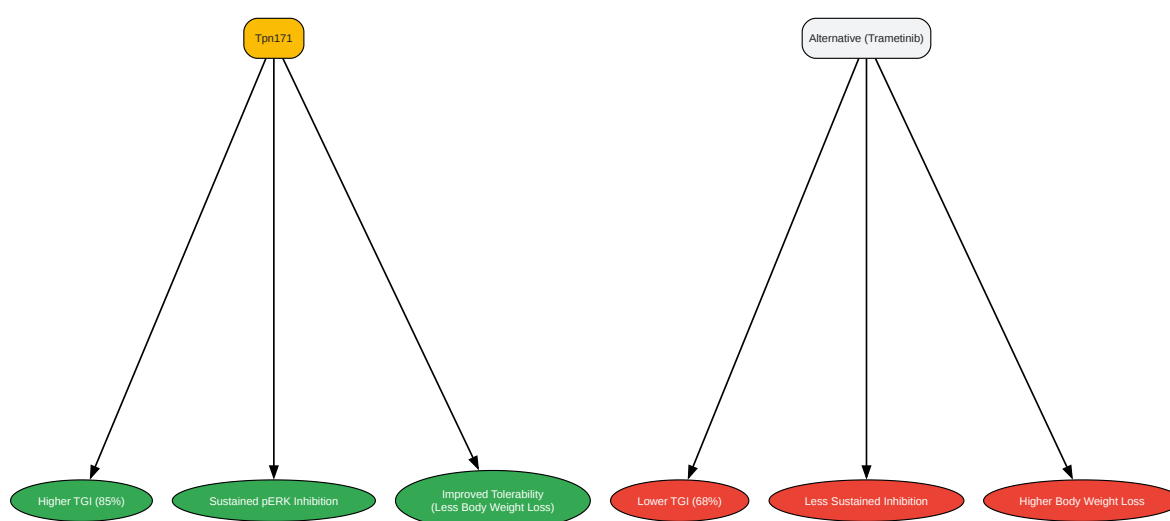 Tpn171
Alternative (Trametinib)
Higher TGI (85%)
Sustained pERK Inhibition
Improved Tolerability
(Less Body Weight Loss)
Lower TGI (68%)
Less Sustained Inhibition
Higher Body Weight Loss